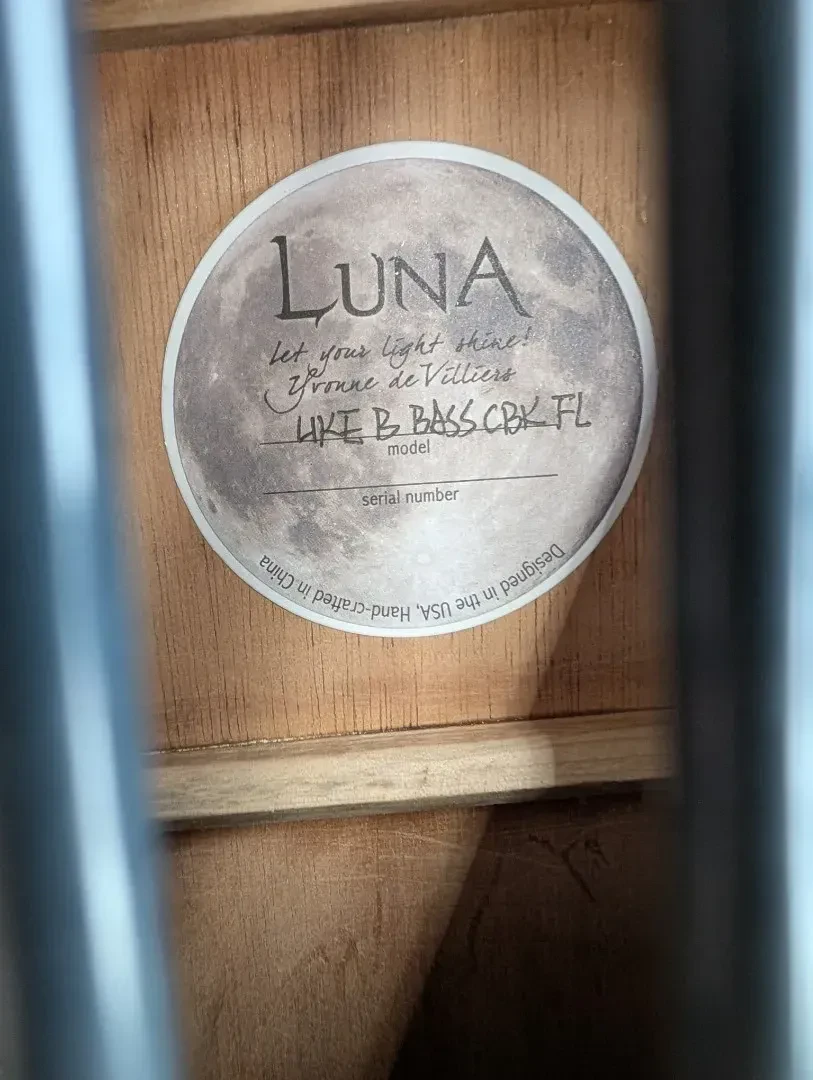 LUNA
Let your light shine!
Yvonne de Villiers
UKE B BASS CBK FL
model
serial number
Designed in the USA, Hand-crafted in China